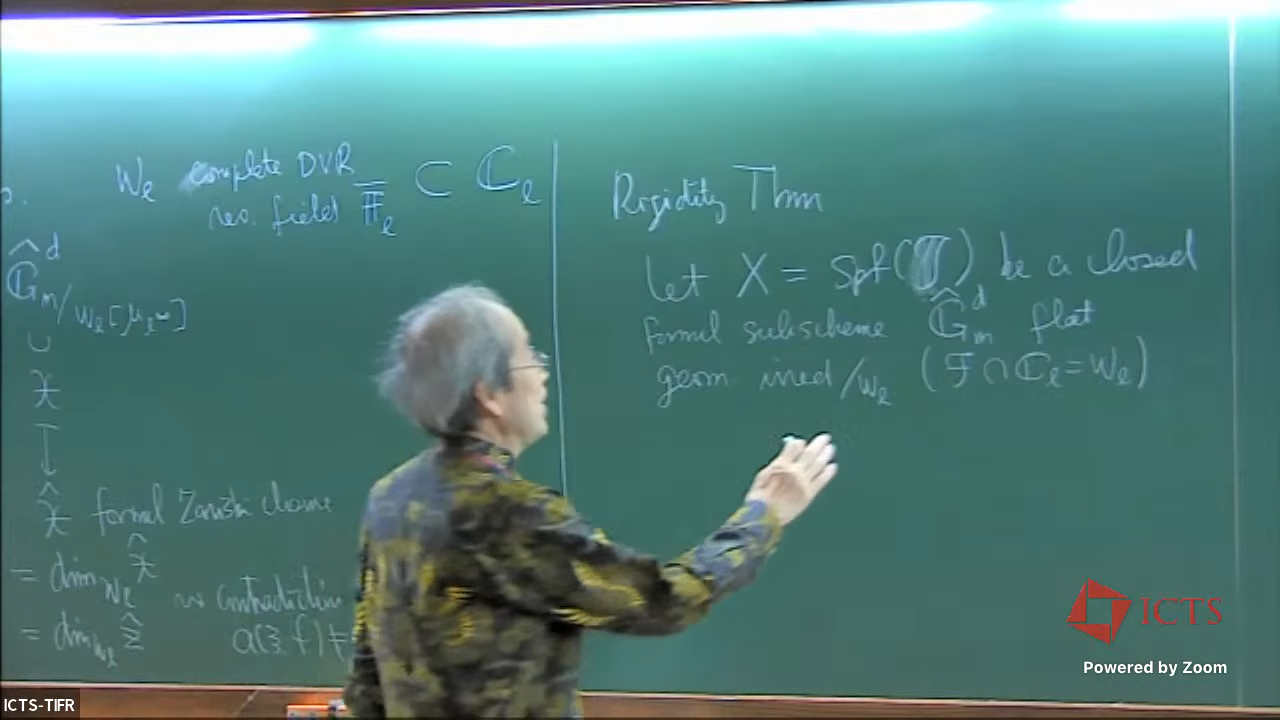 W_ℓ complete DVR ⊂ ℂ_ℓ
res. field 𝔽̄_ℓ
Ĝ_m^d / W_ℓ[μ_ℓ^∞]
∪
X
X̂ formal Zariski closure
= dim_{W_ℓ} X̂
⇝ contradiction
= dim_{W_ℓ} Ξ̂ a(ξ, f) ≠
Rigidity Thm
Let X = Spf( ) be a closed
formal subscheme Ĝ_m^d flat
geom irred /W_ℓ (𝓕 ∩ ℂ_ℓ = W_ℓ)
ICTS
Powered by Zoom
ICTS-TIFR